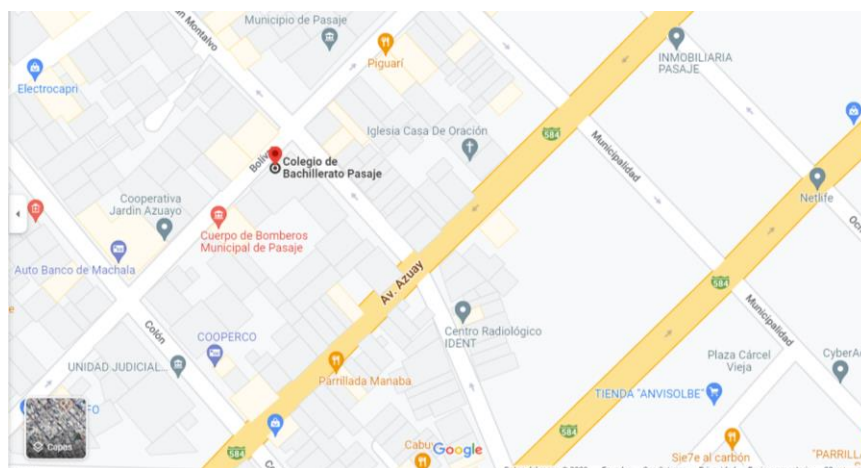 Montalvo
Municipio de Pasaje
Piguarí
INMOBILIARIA
PASAJE
Electrocapri
584
Iglesia Casa De Oración
Municipalidad
Colegio de
Bachillerato Pasaje
Cooperativa
Jardin Azuayo
Netlife
Cuerpo de Bomberos
Municipal de Pasaje
Auto Banco de Machala
Av. Azuay
584
Colón
COOPERCO
Centro Radiológico
IDENT
Municipalidad
UNIDAD JUDICIAL...
Parrillada Manaba
Plaza Cárcel
Vieja
TIENDA "ANVISOLBE"
584
Capas
Google
Sie7e al carbón